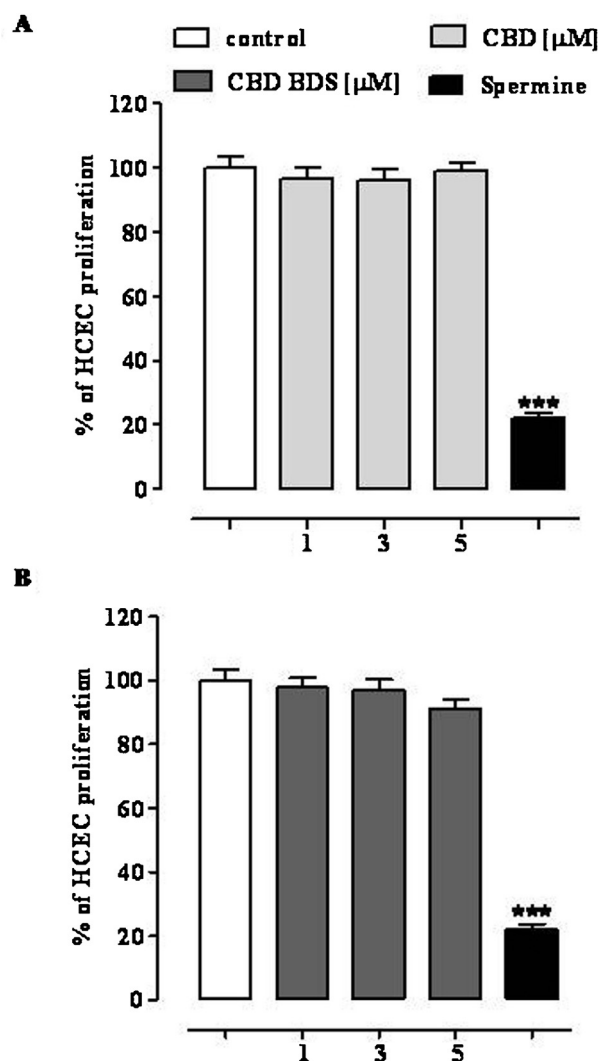 A
control
CBD [μM]
CBD BDS [μM]
Spermine
% of HCEC proliferation
120
100
80
60
40
20
0
***
1 3 5
B
% of HCEC proliferation
120
100
80
60
40
20
0
***
1 3 5